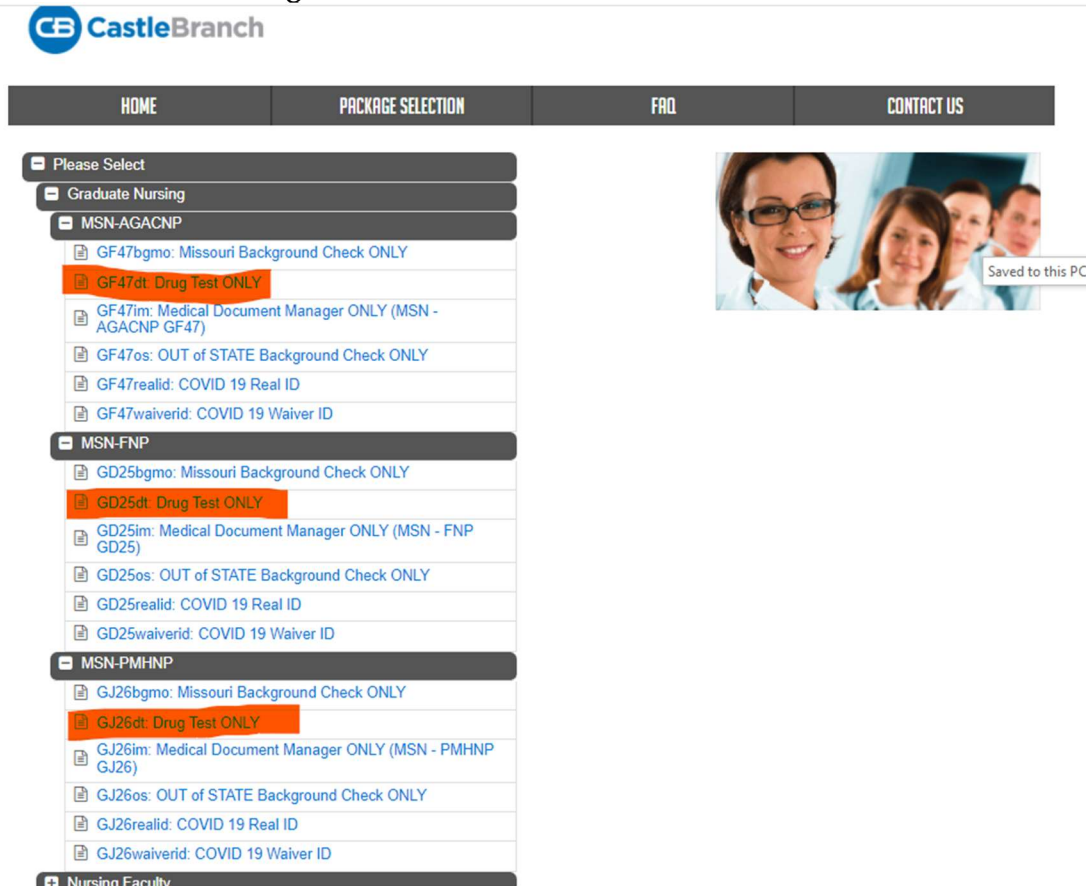 CB CastleBranch
HOME PACKAGE SELECTION FAQ CONTACT US
Please Select
Graduate Nursing
MSN-AGACNP
GF47bgmo: Missouri Background Check ONLY
GF47dt: Drug Test ONLY
GF47im: Medical Document Manager ONLY (MSN -
AGACNP GF47)
GF47os: OUT of STATE Background Check ONLY
GF47realid: COVID 19 Real ID
GF47waiverid: COVID 19 Waiver ID
MSN-FNP
GD25bgmo: Missouri Background Check ONLY
GD25dt: Drug Test ONLY
GD25im: Medical Document Manager ONLY (MSN - FNP
GD25)
GD25os: OUT of STATE Background Check ONLY
GD25realid: COVID 19 Real ID
GD25waiverid: COVID 19 Waiver ID
MSN-PMHNP
GJ26bgmo: Missouri Background Check ONLY
GJ26dt: Drug Test ONLY
GJ26im: Medical Document Manager ONLY (MSN - PMHNP
GJ26)
GJ26os: OUT of STATE Background Check ONLY
GJ26realid: COVID 19 Real ID
GJ26waiverid: COVID 19 Waiver ID
Nursing Faculty
Saved to this PC